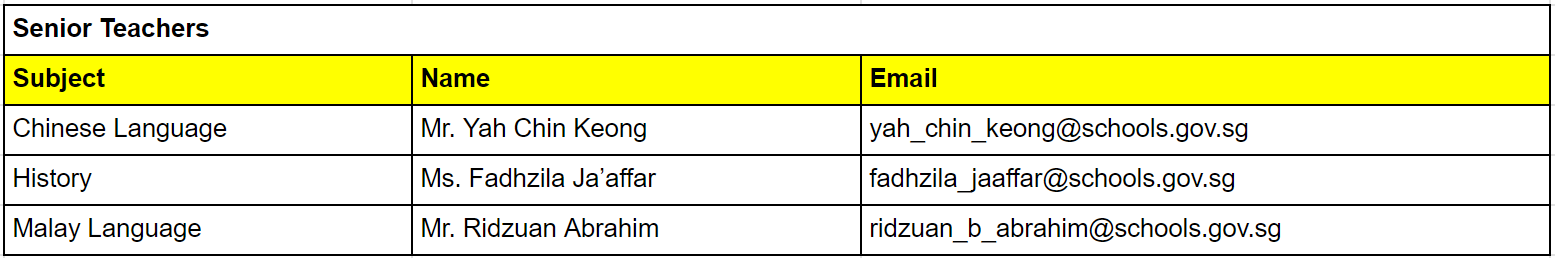 Senior Teachers
Subject Name Email
Chinese Language Mr. Yah Chin Keong yah_chin_keong@schools.gov.sg
History Ms. Fadhzila Ja’affar fadhzila_jaaffar@schools.gov.sg
Malay Language Mr. Ridzuan Abrahim ridzuan_b_abrahim@schools.gov.sg